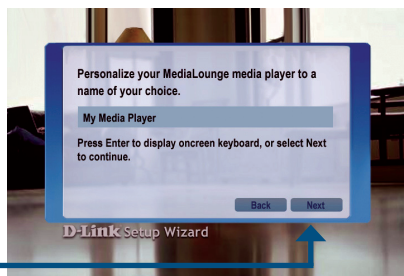 Personalize your MediaLounge media player to a
name of your choice.
My Media Player
Press Enter to display oncreen keyboard, or select Next
to continue.
Back Next
D-Link Setup Wizard